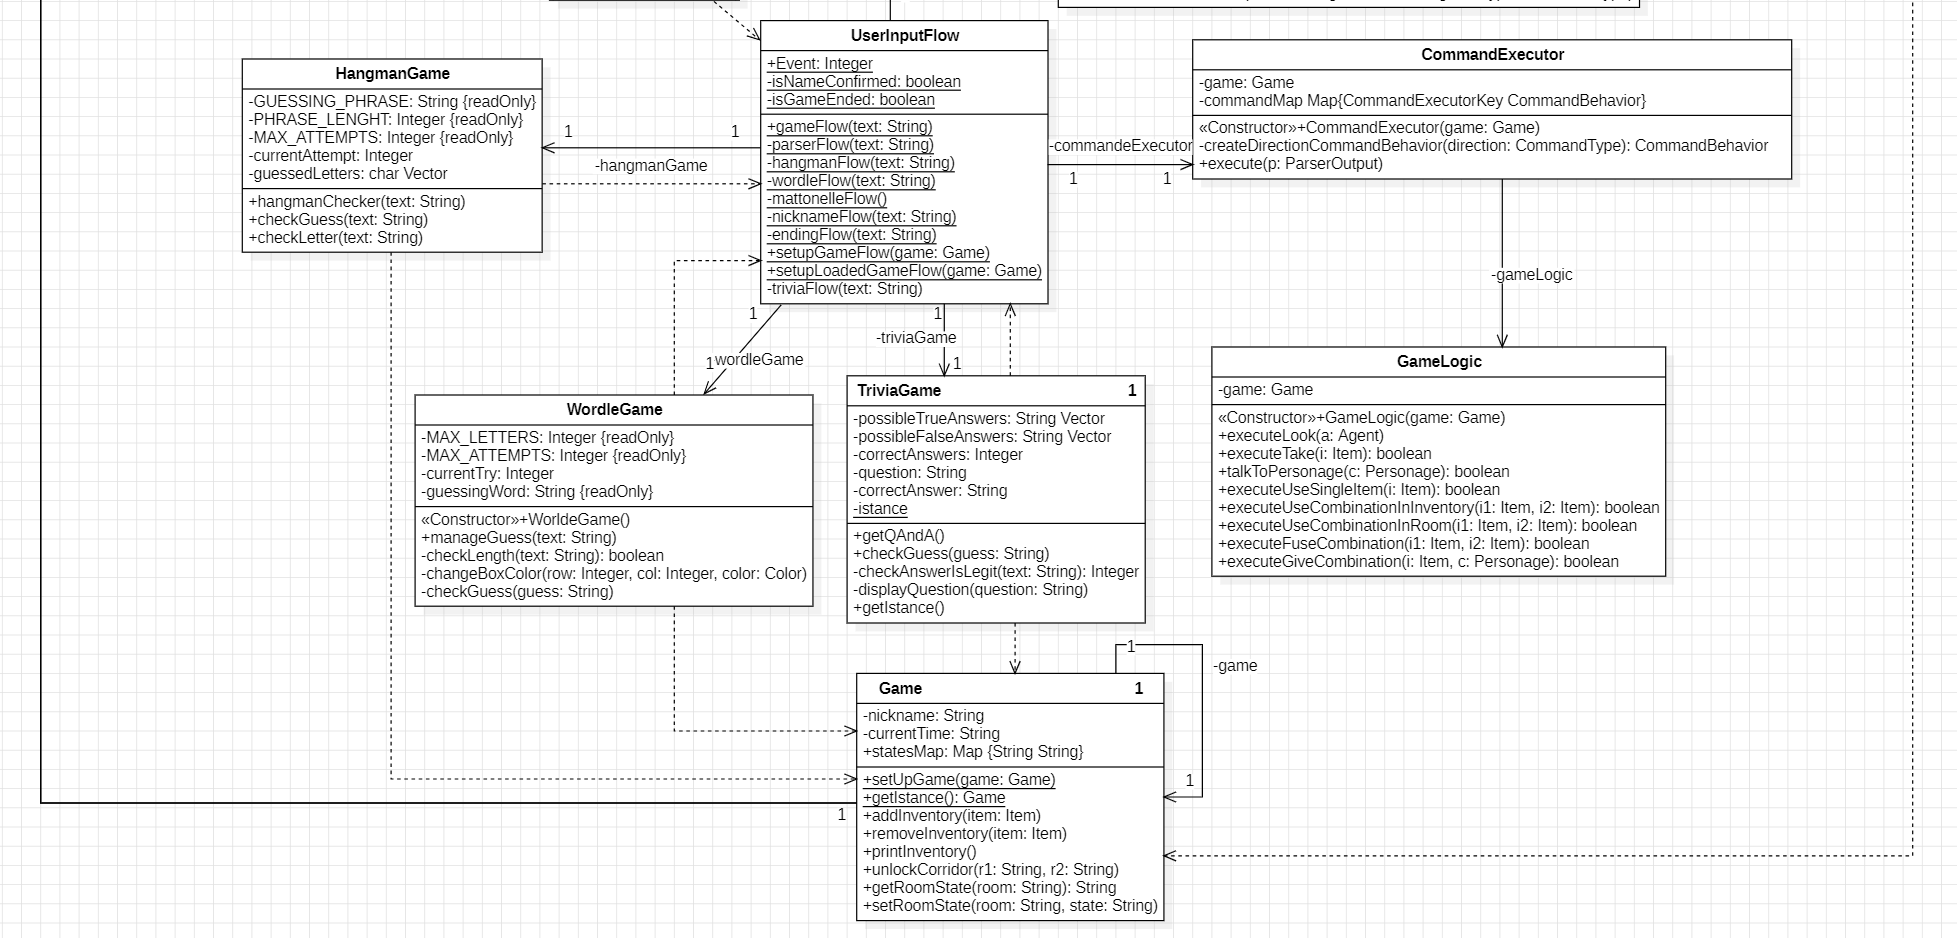 UserInputFlow
+Event: Integer
-isNameConfirmed: boolean
-isGameEnded: boolean
+gameFlow(text: String)
-parserFlow(text: String)
-hangmanFlow(text: String)
-wordleFlow(text: String)
-mattonelleFlow()
-nicknameFlow(text: String)
-endingFlow(text: String)
+setupGameFlow(game: Game)
+setupLoadedGameFlow(game: Game)
-triviaFlow(text: String)
HangmanGame
-GUESSING_PHRASE: String {readOnly}
-PHRASE_LENGHT: Integer {readOnly}
-MAX_ATTEMPTS: Integer {readOnly}
-currentAttempt: Integer
-guessedLetters: char Vector
+hangmanChecker(text: String)
+checkGuess(text: String)
+checkLetter(text: String)
1
1
-hangmanGame
CommandExecutor
-game: Game
-commandMap Map{CommandExecutorKey CommandBehavior}
«Constructor»+CommandExecutor(game: Game)
-createDirectionCommandBehavior(direction: CommandType): CommandBehavior
+execute(p: ParserOutput)
-commandeExecutor
1
1
-gameLogic
1
1
wordleGame
1
-triviaGame
1
WordleGame
-MAX_LETTERS: Integer {readOnly}
-MAX_ATTEMPTS: Integer {readOnly}
-currentTry: Integer
-guessingWord: String {readOnly}
«Constructor»+WorldeGame()
+manageGuess(text: String)
-checkLength(text: String): boolean
-changeBoxColor(row: Integer, col: Integer, color: Color)
-checkGuess(guess: String)
TriviaGame 1
-possibleTrueAnswers: String Vector
-possibleFalseAnswers: String Vector
-correctAnswers: Integer
-question: String
-correctAnswer: String
-istance
+getQAndA()
+checkGuess(guess: String)
-checkAnswerIsLegit(text: String): Integer
-displayQuestion(question: String)
+getIstance()
GameLogic
-game: Game
«Constructor»+GameLogic(game: Game)
+executeLook(a: Agent)
+executeTake(i: Item): boolean
+talkToPersonage(c: Personage): boolean
+executeUseSingleItem(i: Item): boolean
+executeUseCombinationInInventory(i1: Item, i2: Item): boolean
+executeUseCombinationInRoom(i1: Item, i2: Item): boolean
+executeFuseCombination(i1: Item, i2: Item): boolean
+executeGiveCombination(i: Item, c: Personage): boolean
1
-game
1
1
Game 1
-nickname: String
-currentTime: String
+statesMap: Map {String String}
+setUpGame(game: Game)
+getIstance(): Game
+addInventory(item: Item)
+removeInventory(item: Item)
+printInventory()
+unlockCorridor(r1: String, r2: String)
+getRoomState(room: String): String
+setRoomState(room: String, state: String)